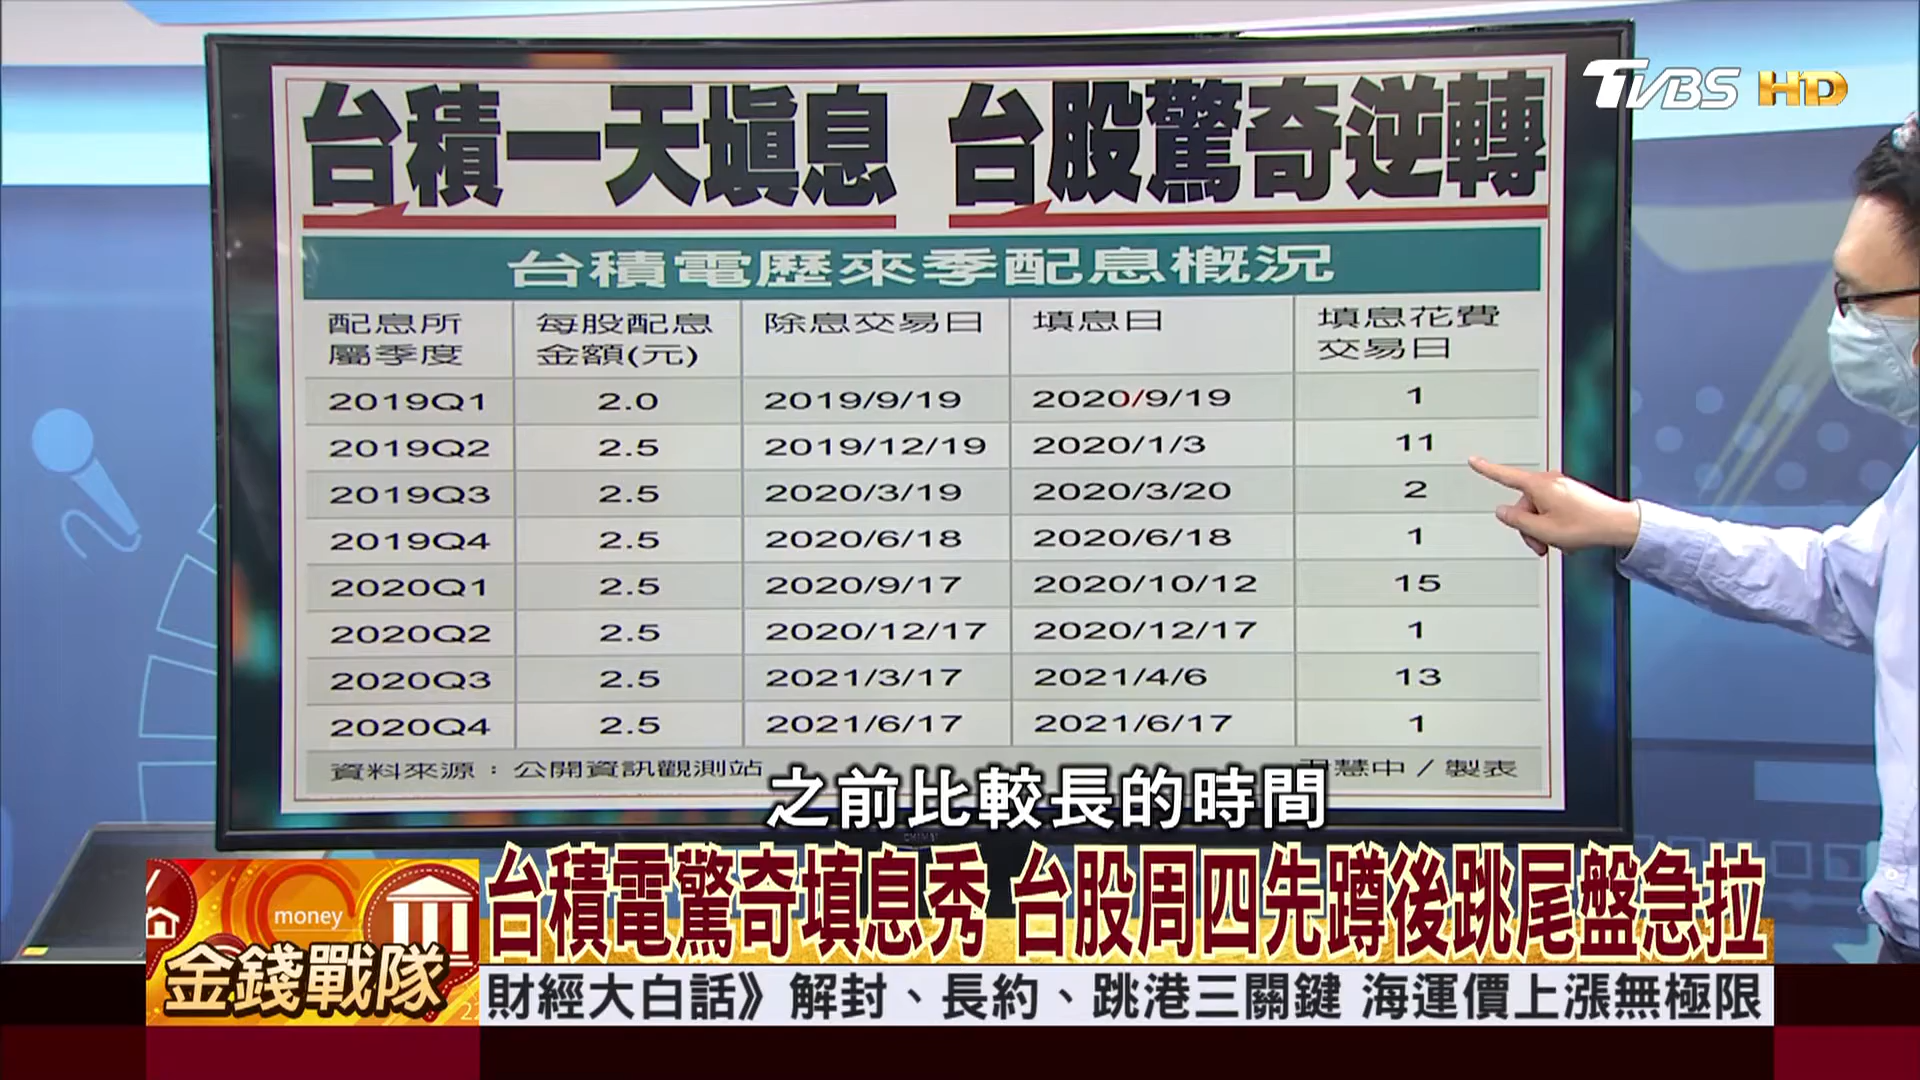 TVBS HD
台積一天填息 台股驚奇逆轉
台積電歷來季配息概況
配息所屬季度 每股配息金額(元) 除息交易日 填息日 填息花費交易日
2019Q1 2.0 2019/9/19 2020/9/19 1
2019Q2 2.5 2019/12/19 2020/1/3 11
2019Q3 2.5 2020/3/19 2020/3/20 2
2019Q4 2.5 2020/6/18 2020/6/18 1
2020Q1 2.5 2020/9/17 2020/10/12 15
2020Q2 2.5 2020/12/17 2020/12/17 1
2020Q3 2.5 2021/3/17 2021/4/6 13
2020Q4 2.5 2021/6/17 2021/6/17 1
資料來源：公開資訊觀測站 慧中/製表
之前比較長的時間
台積電驚奇填息秀 台股周四先蹲後跳尾盤急拉
money
金錢戰隊
財經大白話》解封、長約、跳港三關鍵 海運價上漲無極限